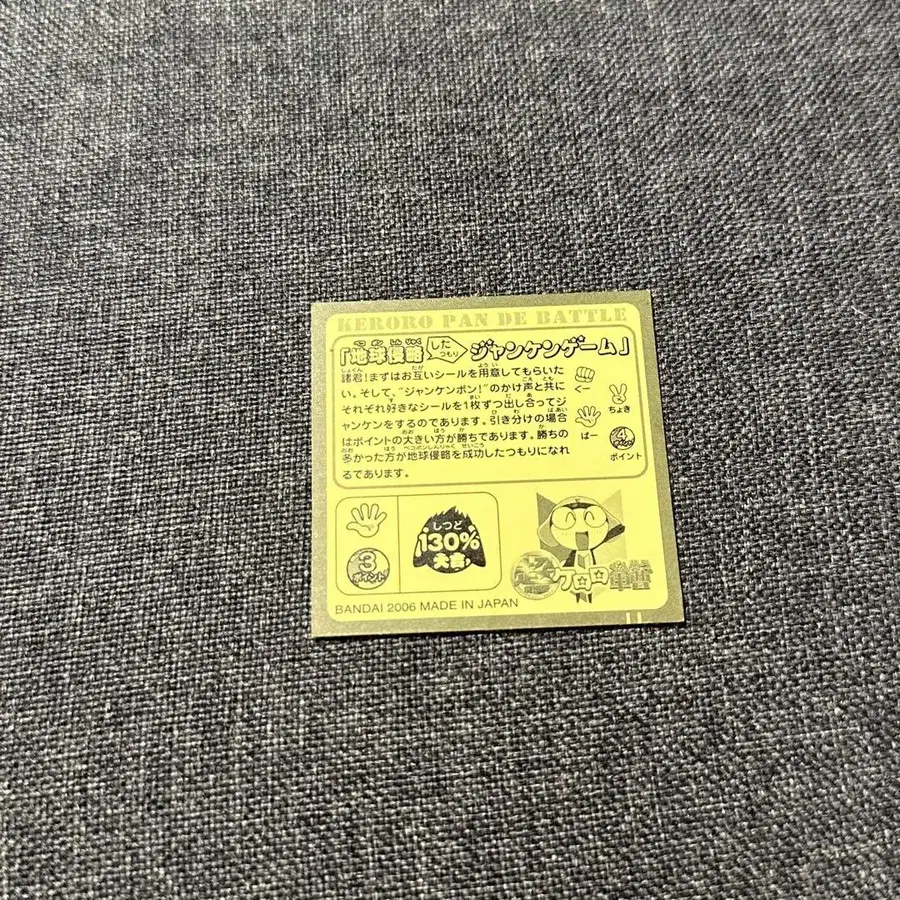 KERORO PAN DE BATTLE
「地球侵略したつもりジャンケンゲーム」
諸君!まずはお互いシールを用意してもらいた
い。そして、"ジャンケンポン!"のかけ声と共に
それぞれ好きなシールを1枚ずつ出し合ってジ
ャンケンをするのであります。引き分けの場合
はポイントの大きい方が勝ちであります。勝ちの
多かった方が地球侵略を成功したつもりになれ
るであります。
ちょき
ぱー
4
ポイント
3
ポイント
しつど
130%
大吉
ケロロ軍曹
BANDAI 2006 MADE IN JAPAN